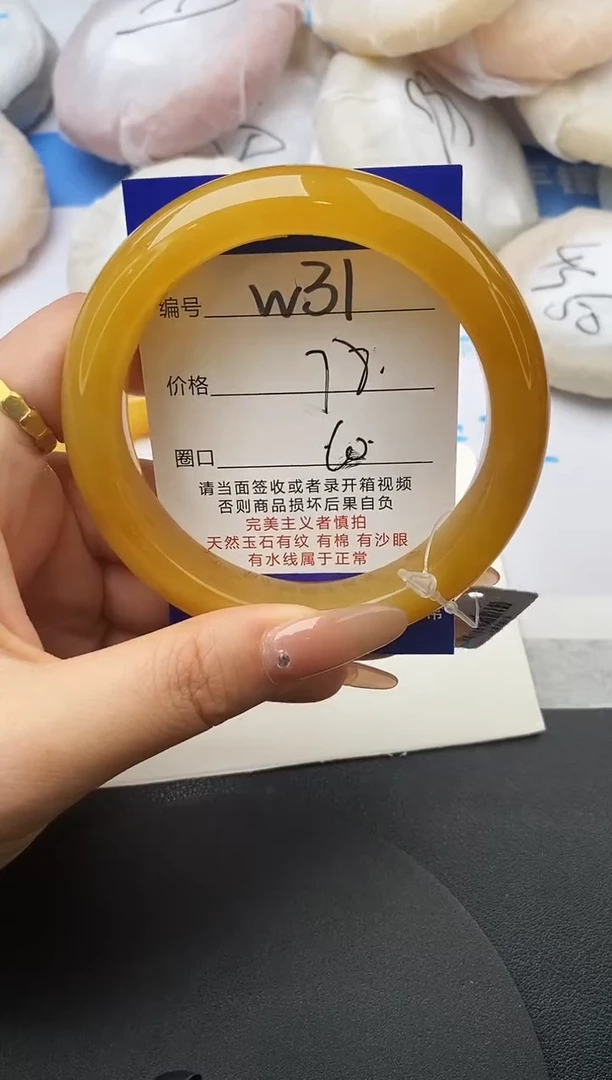 编号 W31
价格
圈口 60
请当面签收或者录开箱视频
否则商品损坏后果自负
完美主义者慎拍
天然玉石有纹 有棉 有沙眼
有水线属于正常